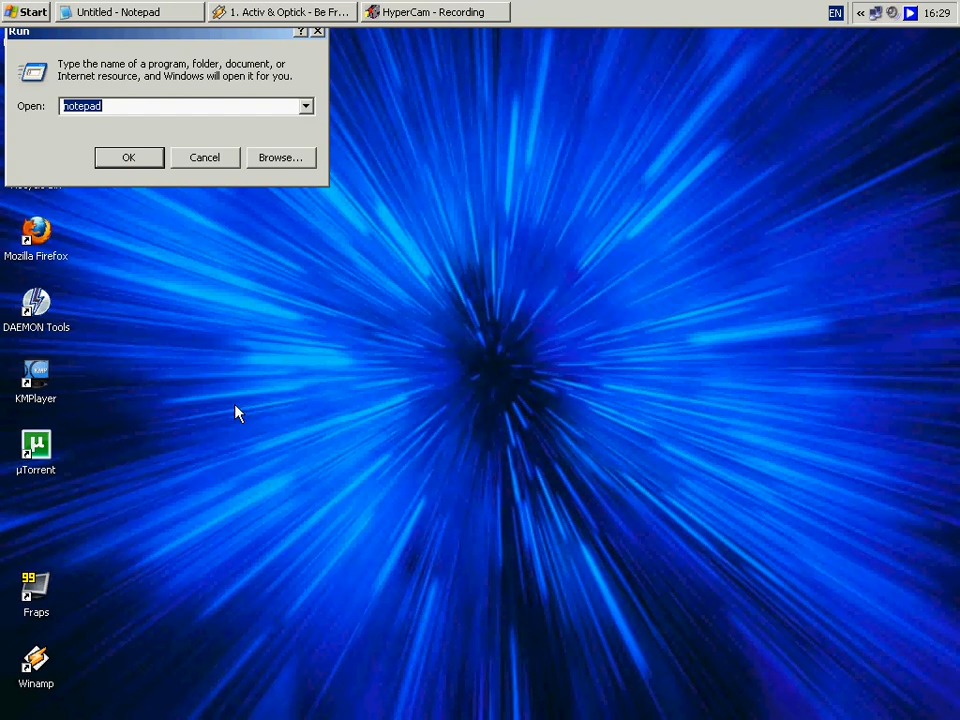 Start
Untitled - Notepad
1. Activ & Optick - Be Fr...
HyperCam - Recording
EN
«
16:29
Run
Type the name of a program, folder, document, or
Internet resource, and Windows will open it for you.
Open:
notepad
OK
Cancel
Browse...
Mozilla Firefox
DAEMON Tools
KMP
KMPlayer
µ
µTorrent
99
Fraps
Winamp